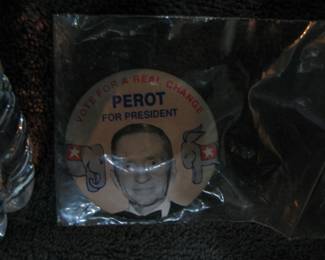 VOTE FOR A REAL CHANGE
PEROT
FOR PRESIDENT